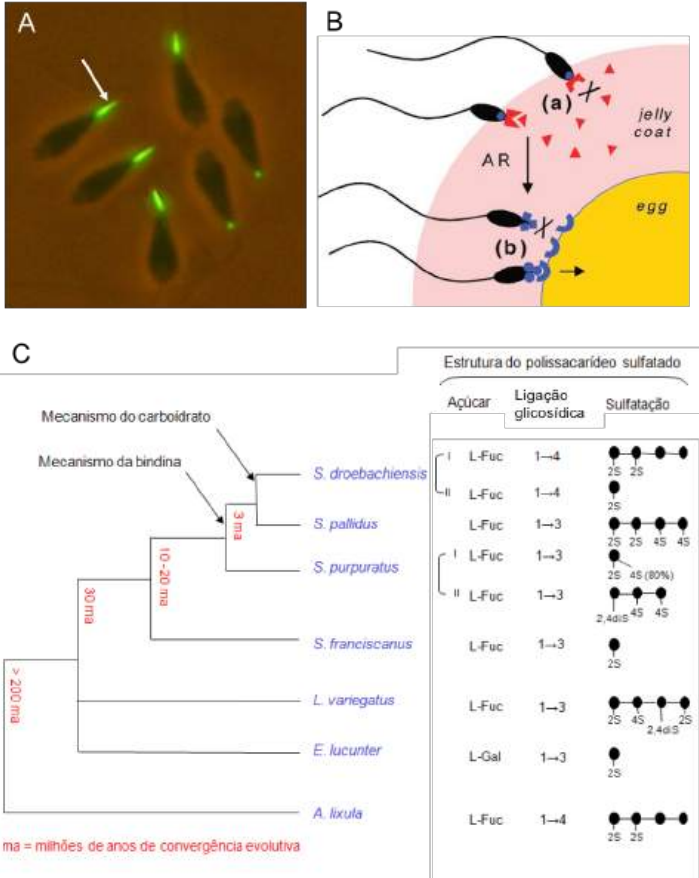 A
B
(a)
jelly
coat
AR
egg
(b)
C
Estrutura do polissacarídeo sulfatado
Açúcar
Ligação
glicosídica
Sulfatação
Mecanismo do carboidrato
Mecanismo da bindina
S. droebachiensis
I L-Fuc 1→4
2S 2S
II L-Fuc 1→4
2S
3 ma
S. pallidus
L-Fuc 1→3
2S 2S 4S 4S
10 - 20 ma
S. purpuratus
I L-Fuc 1→3
2S 4S (80%)
II L-Fuc 1→3
2,4diS 4S 4S
30 ma
S. franciscanus
L-Fuc 1→3
2S
> 200 ma
L. variegatus
L-Fuc 1→3
2S 4S 2,4diS 2S
E. lucunter
L-Gal 1→3
2S
A. lixula
L-Fuc 1→4
2S 2S
ma = milhões de anos de convergência evolutiva